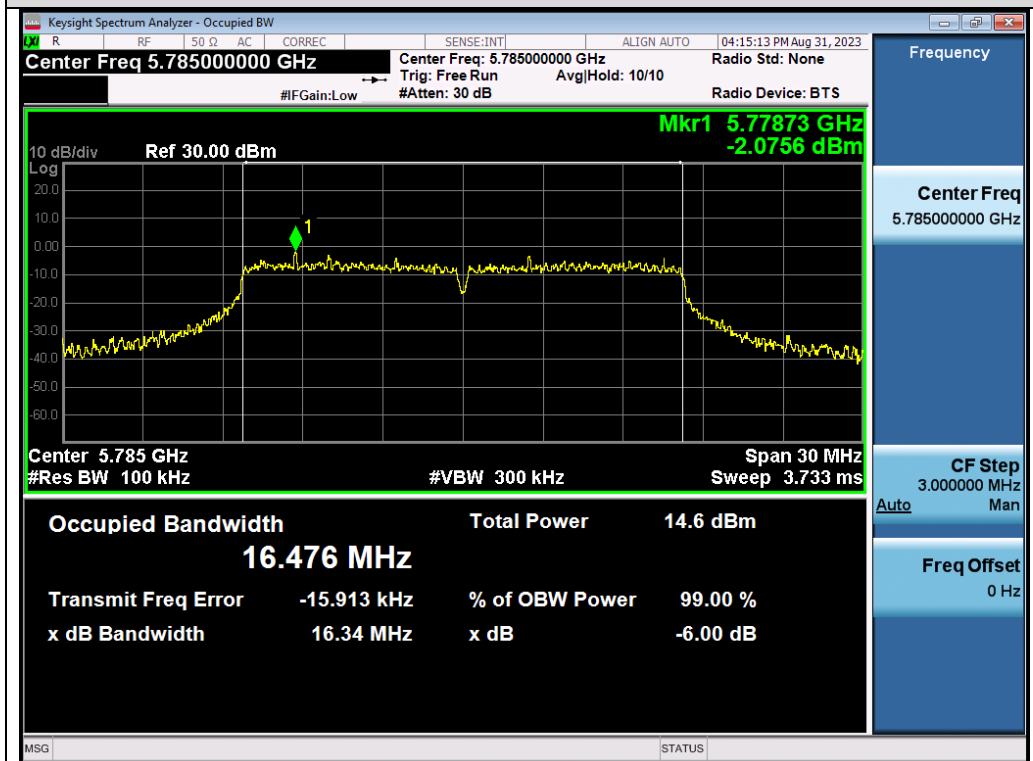 Keysight Spectrum Analyzer - Occupied BW
LXI R RF 50 Ω AC CORREC SENSE:INT ALIGN AUTO 04:15:13 PM Aug 31, 2023
Center Freq 5.785000000 GHz
Center Freq: 5.785000000 GHz Radio Std: None
Trig: Free Run Avg|Hold: 10/10
#IFGain:Low #Atten: 30 dB Radio Device: BTS
Frequency
Mkr1 5.77873 GHz
-2.0756 dBm
10 dB/div Ref 30.00 dBm
Log
20.0
10.0
0.00
-10.0
-20.0
-30.0
-40.0
-50.0
-60.0
1
Center 5.785 GHz Span 30 MHz
#Res BW 100 kHz #VBW 300 kHz Sweep 3.733 ms
Center Freq
5.785000000 GHz
CF Step
3.000000 MHz
Auto Man
Freq Offset
0 Hz
Occupied Bandwidth Total Power 14.6 dBm
16.476 MHz
Transmit Freq Error -15.913 kHz % of OBW Power 99.00 %
x dB Bandwidth 16.34 MHz x dB -6.00 dB
MSG STATUS